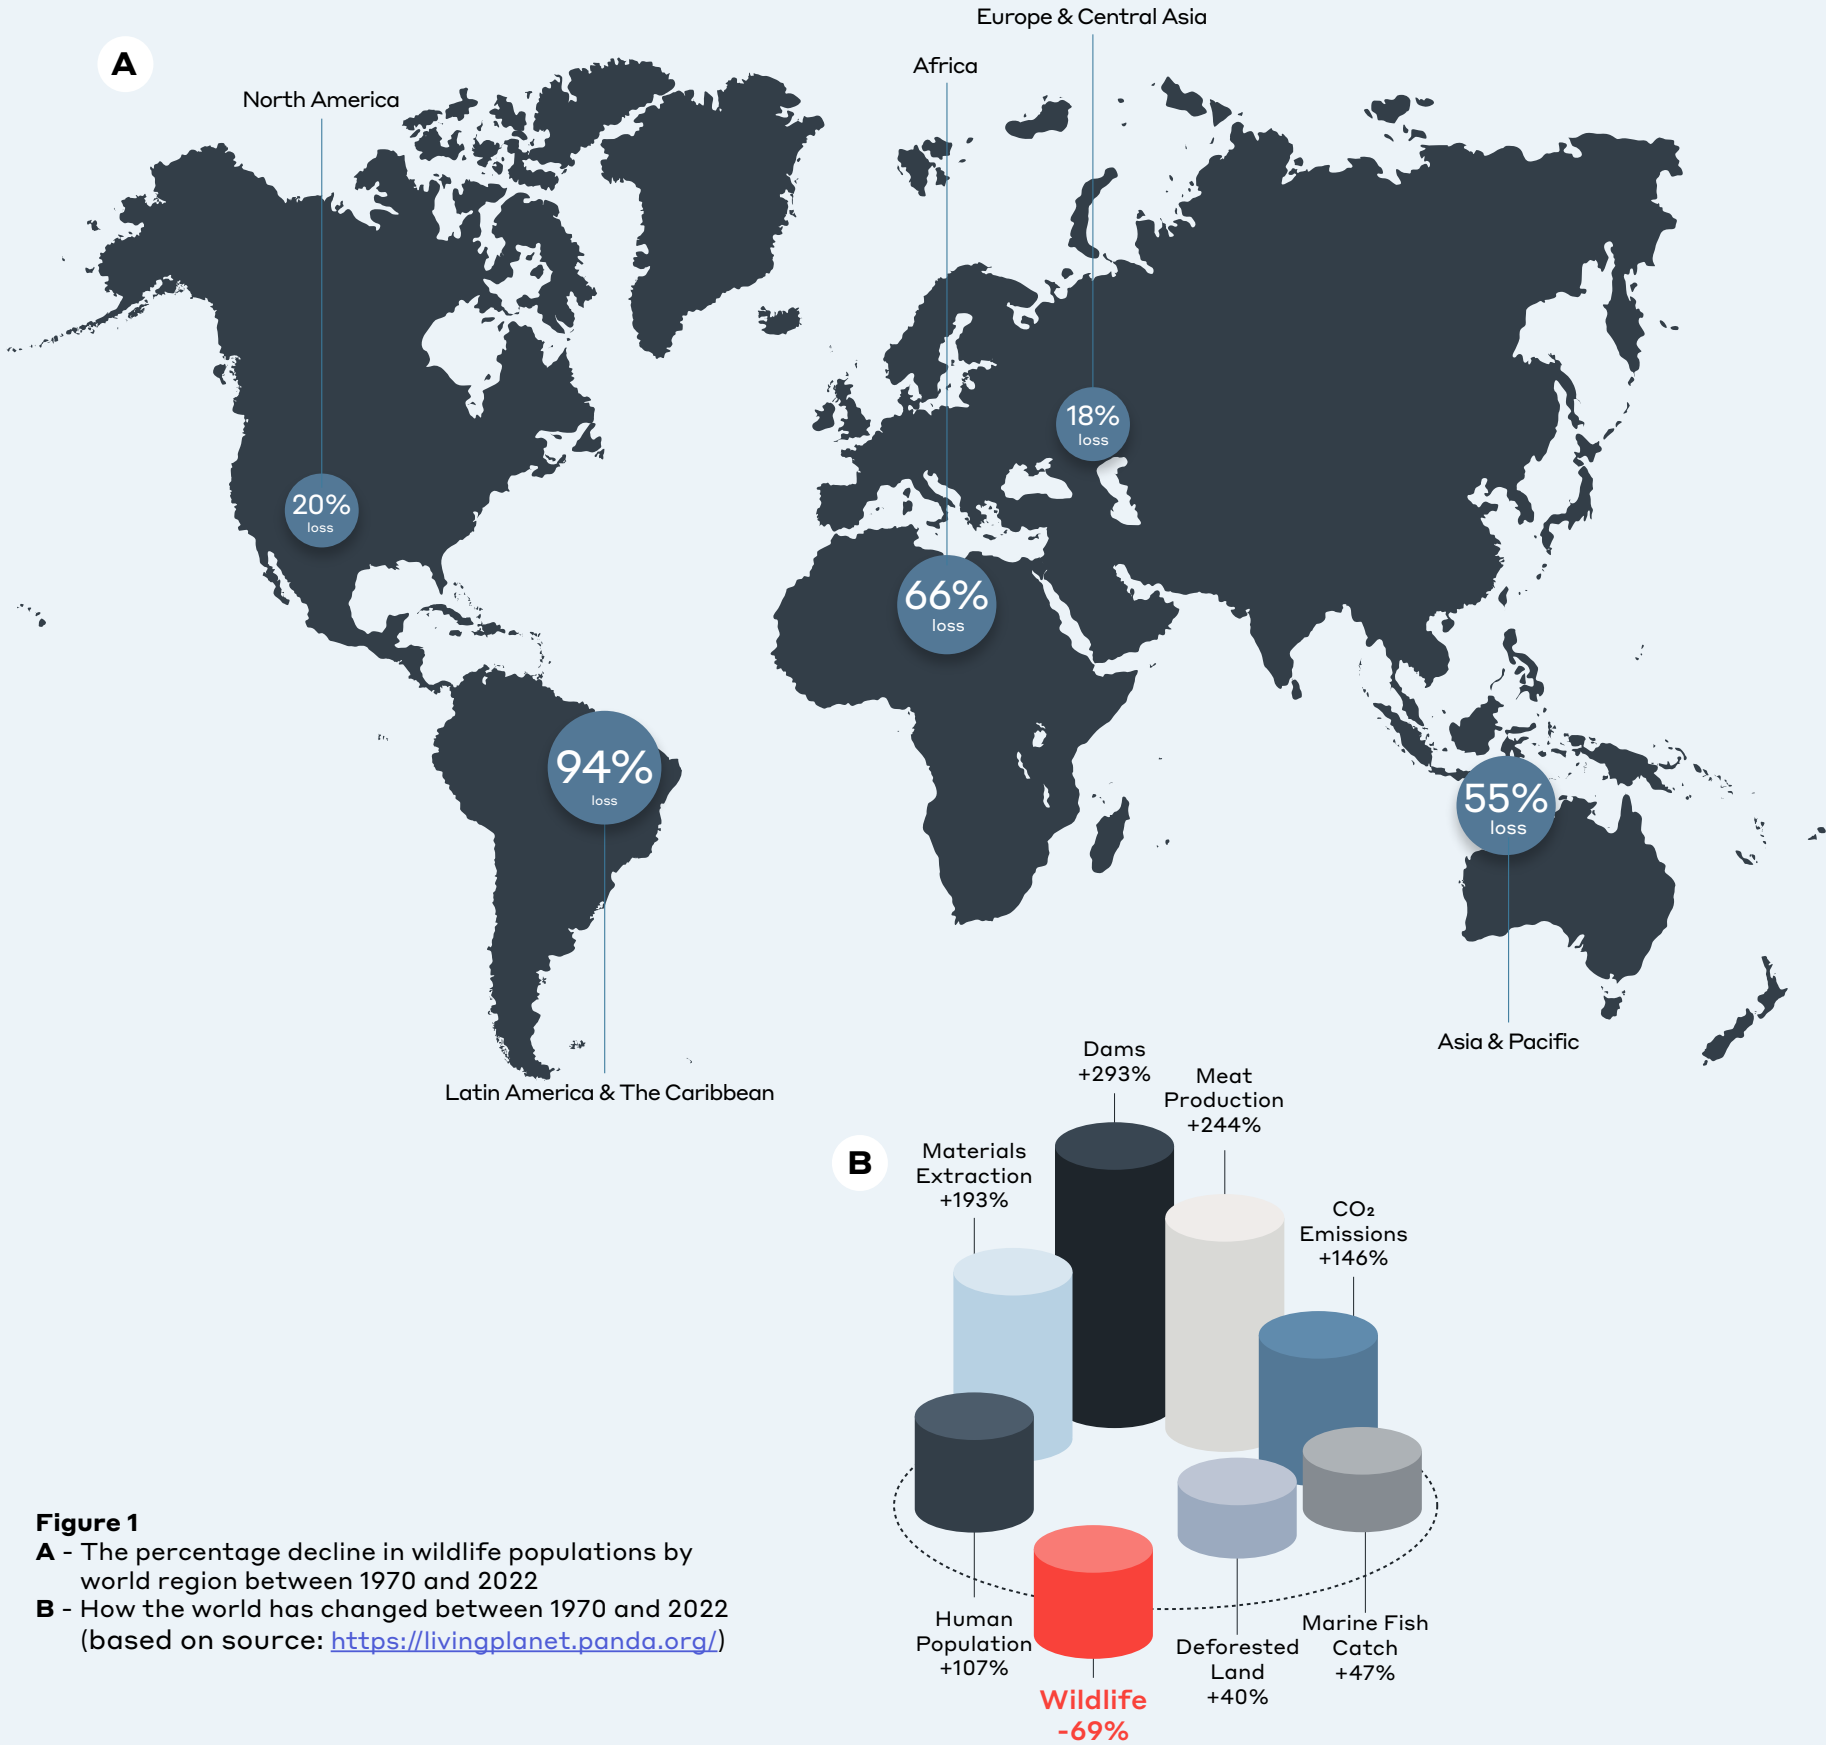 Europe & Central Asia
A
Africa
North America
18%
loss
20%
loss
66%
loss
94%
loss
55%
loss
Asia & Pacific
Latin America & The Caribbean
B
Dams
+293%
Meat
Production
+244%
Materials
Extraction
+193%
CO₂
Emissions
+146%
Figure 1
A - The percentage decline in wildlife populations by
world region between 1970 and 2022
B - How the world has changed between 1970 and 2022
(based on source: https://livingplanet.panda.org/)
Human
Population
+107%
Wildlife
-69%
Deforested
Land
+40%
Marine Fish
Catch
+47%